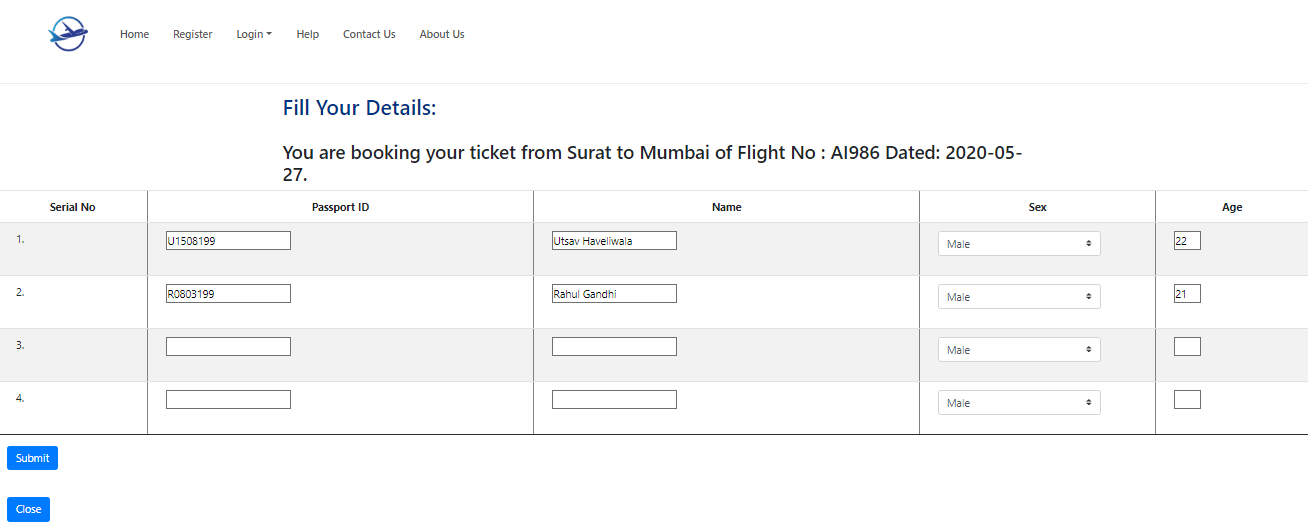 Home Register Login Help Contact Us About Us
Fill Your Details:
You are booking your ticket from Surat to Mumbai of Flight No : AI986 Dated: 2020-05-
27.
Serial No Passport ID Name Sex Age
1. U1508199 Utsav Haveliwala Male 22
2. R0803199 Rahul Gandhi Male 21
3. Male
4. Male
Submit
Close